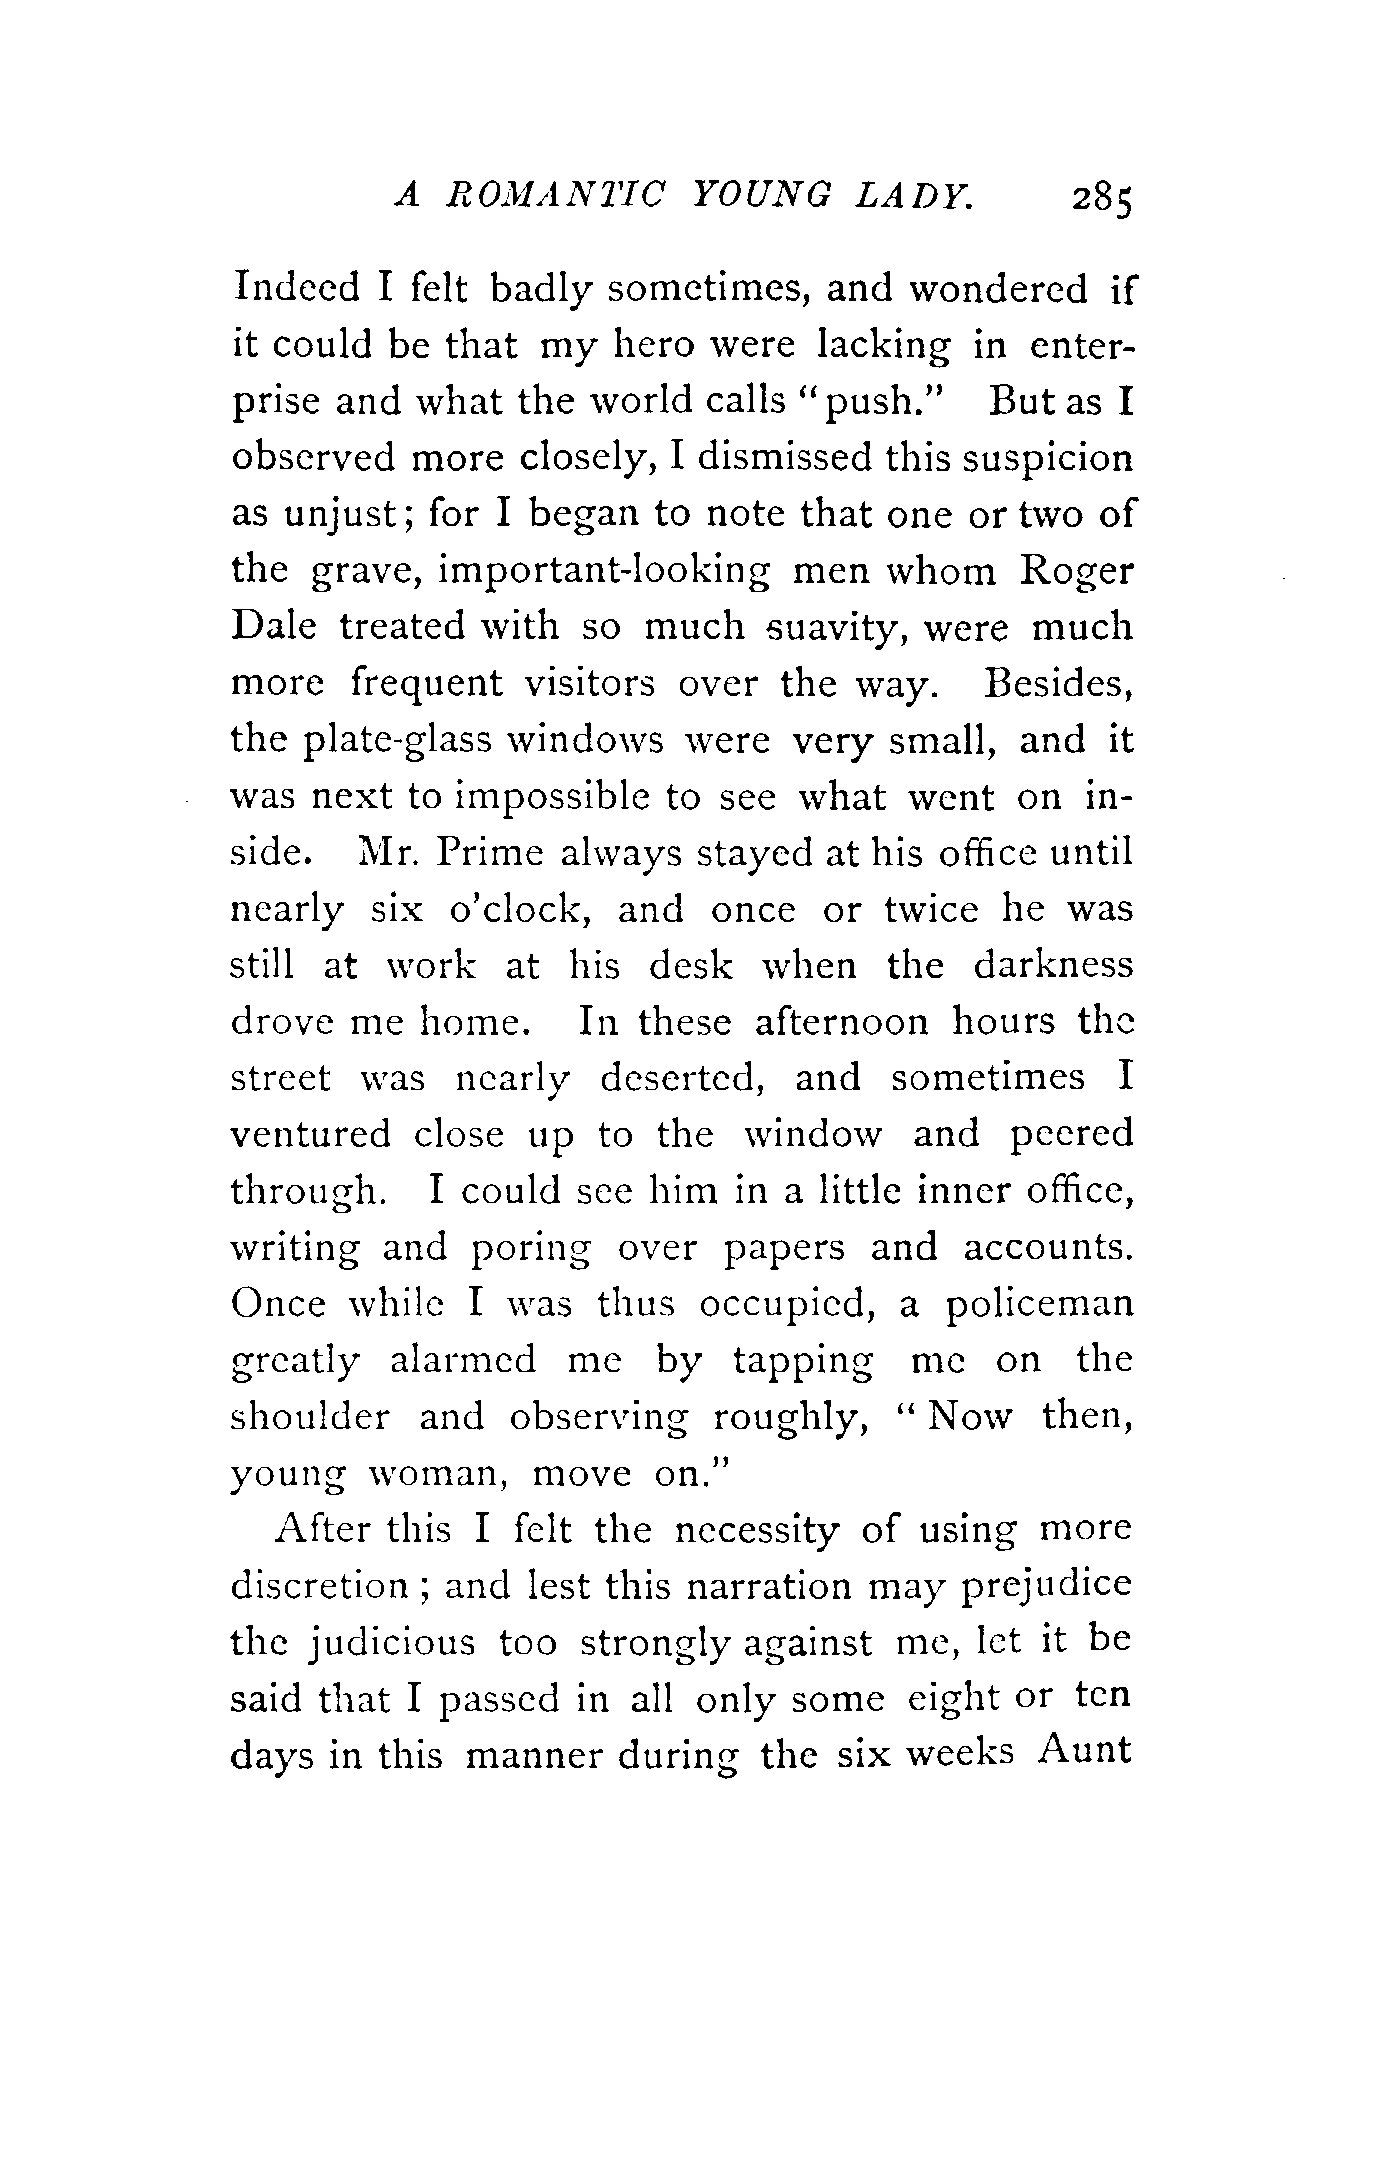 A ROMANTIC YOUNG LADY. 285
Indeed I felt badly sometimes, and wondered if
it could be that my hero were lacking in enter-
prise and what the world calls "push." But as I
observed more closely, I dismissed this suspicion
as unjust; for I began to note that one or two of
the grave, important-looking men whom Roger
Dale treated with so much suavity, were much
more frequent visitors over the way. Besides,
the plate-glass windows were very small, and it
was next to impossible to see what went on in-
side. Mr. Prime always stayed at his office until
nearly six o'clock, and once or twice he was
still at work at his desk when the darkness
drove me home. In these afternoon hours the
street was nearly deserted, and sometimes I
ventured close up to the window and peered
through. I could see him in a little inner office,
writing and poring over papers and accounts.
Once while I was thus occupied, a policeman
greatly alarmed me by tapping me on the
shoulder and observing roughly, "Now then,
young woman, move on."
After this I felt the necessity of using more
discretion; and lest this narration may prejudice
the judicious too strongly against me, let it be
said that I passed in all only some eight or ten
days in this manner during the six weeks Aunt